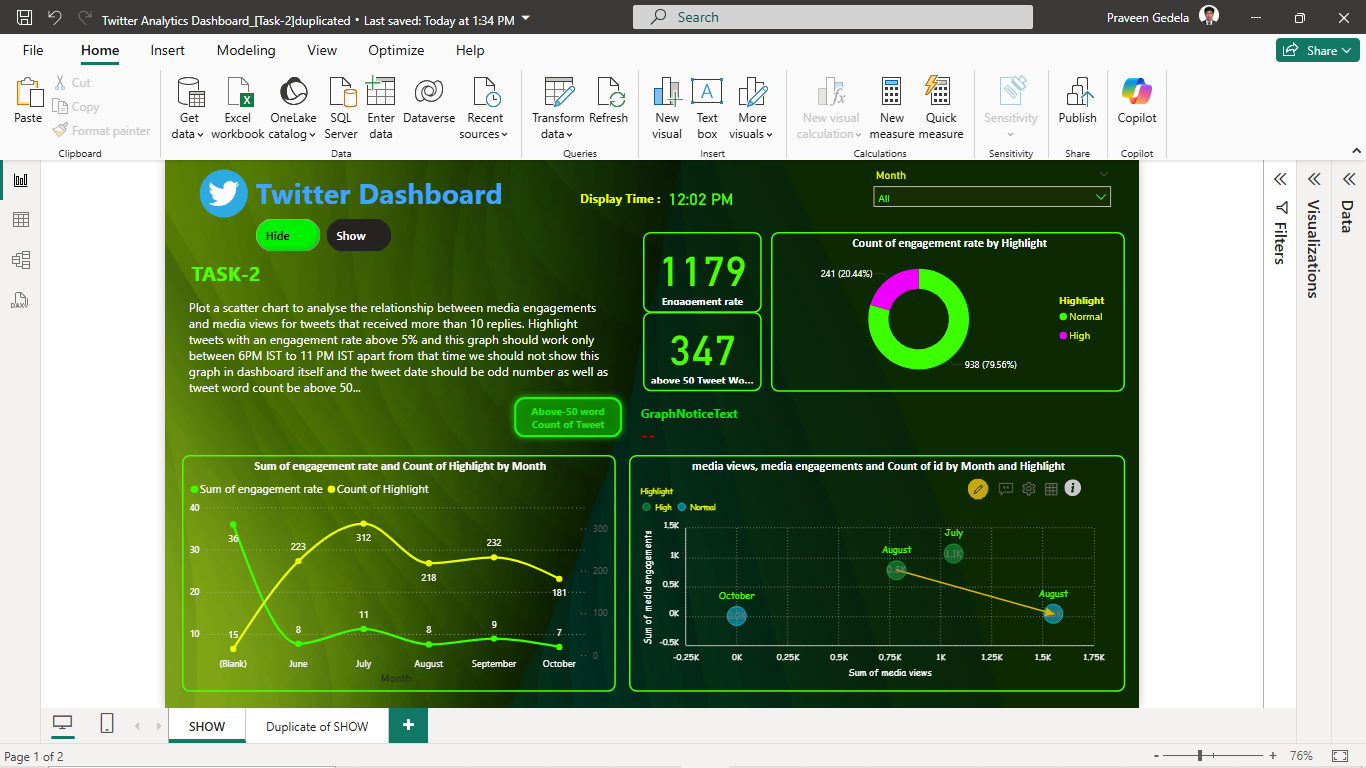 Twitter Analytics Dashboard_[Task-2]duplicated • Last saved: Today at 1:34 PM
Search
Praveen Gedela
File Home Insert Modeling View Optimize Help
Share
Paste
Cut
Copy
Format painter
Clipboard
Get data
Excel workbook
OneLake catalog
SQL Server
Enter data
Dataverse
Recent sources
Data
Transform data
Refresh
Queries
New visual
Text box
More visuals
Insert
New visual calculation
New measure
Quick measure
Calculations
Sensitivity
Sensitivity
Publish
Share
Copilot
Copilot
Twitter Dashboard
Hide
Show
Display Time : 12:02 PM
Month
All
TASK-2
Plot a scatter chart to analyse the relationship between media engagements
and media views for tweets that received more than 10 replies. Highlight
tweets with an engagement rate above 5% and this graph should work only
between 6PM IST to 11 PM IST apart from that time we should not show this
graph in dashboard itself and the tweet date should be odd number as well as
tweet word count be above 50...
1179
Engagement rate
347
above 50 Tweet Wo...
Count of engagement rate by Highlight
241 (20.44%)
938 (79.56%)
Highlight
Normal
High
Above-50 word
Count of Tweet
GraphNoticeText
--
Sum of engagement rate and Count of Highlight by Month
Sum of engagement rate Count of Highlight
40
30
20
10
300
200
100
0
36
223
312
218
232
181
15
8
11
8
9
7
(Blank) June July August September October
Month
media views, media engagements and Count of id by Month and Highlight
Highlight
High Normal
Sum of media engagements
1.5K
1K
0.5K
0K
-0.5K
July
1.1K
August
October
0.0K
August
-0.25K 0K 0.25K 0.5K 0.75K 1K 1.25K 1.5K 1.75K
Sum of media views
Filters
Visualizations
Data
DAX
SHOW
Duplicate of SHOW
+
Page 1 of 2
- + 76%